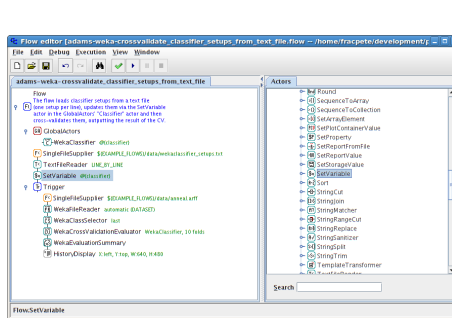 Flow editor [adams-weka-crossvalidate_classifier_setups_from_text_file.flow — /home/fracpete/development/p
File Edit Debug Execution View Window
adams-weka-crossvalidate_classifier_setups_from_text_file
Flow
The flow loads classifier setups from a text file
(one setup per line), updates them via the SetVariable
actor in the GlobalActors' "Classifier" actor and then
cross-validates them, outputting the result of the CV.
GlobalActors
WekaClassifier @{classifier}
SingleFileSupplier ${EXAMPLE_FLOWS}/data/wekaclassifier_setups.txt
TextFileReader LINE_BY_LINE
SetVariable @{classifier}
Trigger
SingleFileSupplier ${EXAMPLE_FLOWS}/data/anneal.arff
WekaFileReader automatic (DATASET)
WekaClassSelector last
WekaCrossValidationEvaluator WekaClassifier, 10 folds
WekaEvaluationSummary
HistoryDisplay X:left, Y:top, W:640, H:480
Actors
Round
SequenceToArray
SequenceToCollection
SetArrayElement
SetPlotContainerValue
SetProperty
SetReportFromFile
SetReportValue
SetStorageValue
SetVariable
Sort
StringCut
StringJoin
StringMatcher
StringRangeCut
StringReplace
StringSanitizer
StringSplit
StringTrim
TemplateTransformer
TextFileReader
Search
Flow.SetVariable